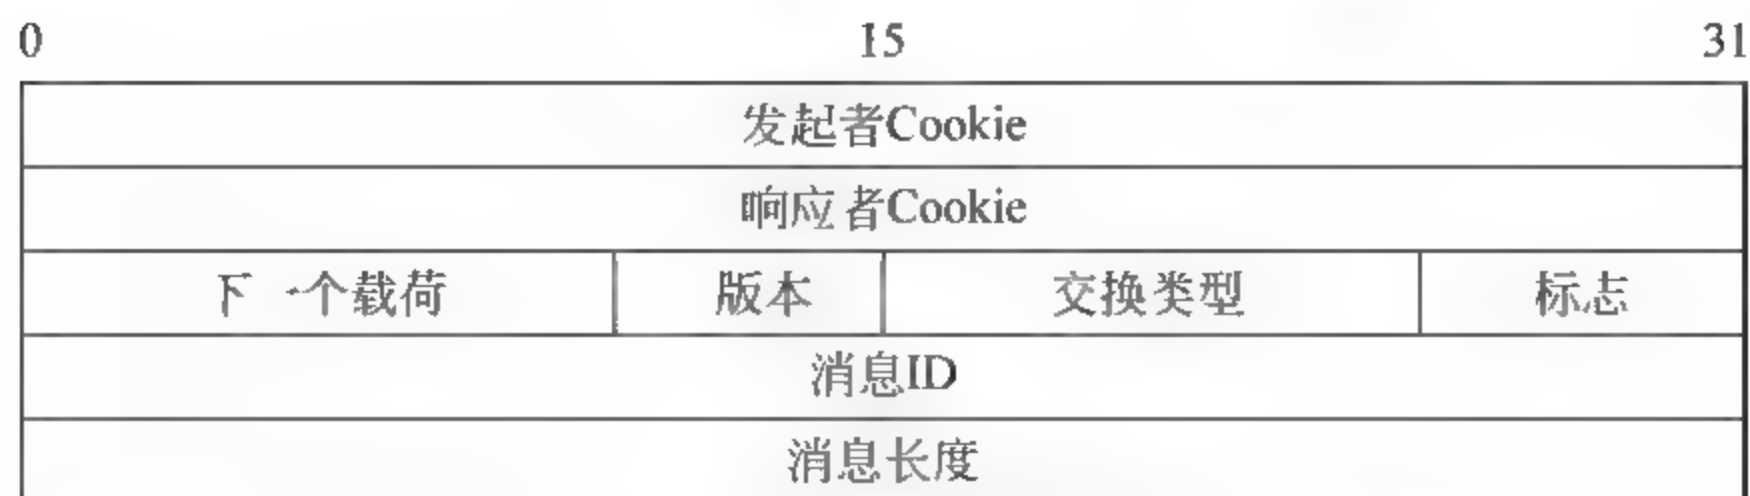 0 15 31
发起者Cookie
响应者Cookie
下一个载荷 版本 交换类型 标志
消息ID
消息长度